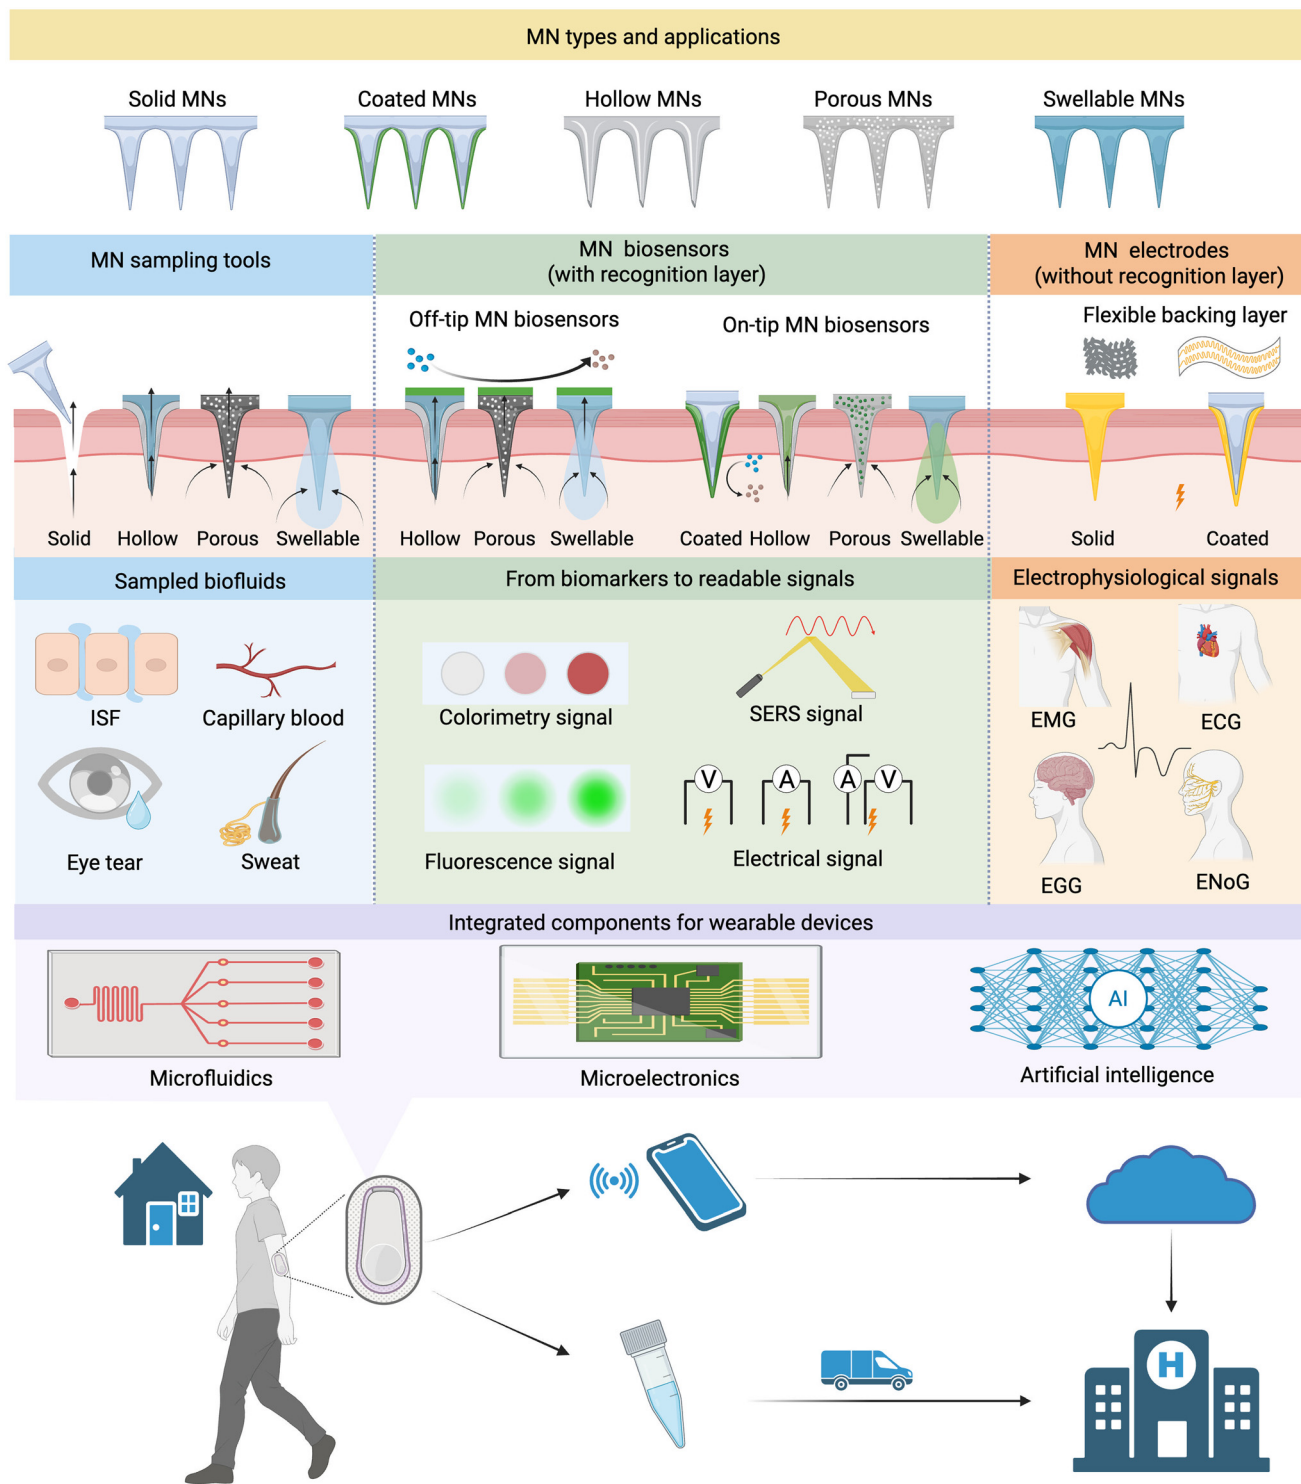 MN types and applications
Solid MNs
Coated MNs
Hollow MNs
Porous MNs
Swellable MNs
MN sampling tools
MN biosensors
(with recognition layer)
MN electrodes
(without recognition layer)
Off-tip MN biosensors
On-tip MN biosensors
Flexible backing layer
Solid
Hollow
Porous
Swellable
Hollow
Porous
Swellable
Coated
Hollow
Porous
Swellable
Solid
Coated
Sampled biofluids
From biomarkers to readable signals
Electrophysiological signals
ISF
Capillary blood
Eye tear
Sweat
Colorimetry signal
SERS signal
Fluorescence signal
V
A
A
V
Electrical signal
EMG
ECG
EGG
ENoG
Integrated components for wearable devices
AI
Microfluidics
Microelectronics
Artificial intelligence
H